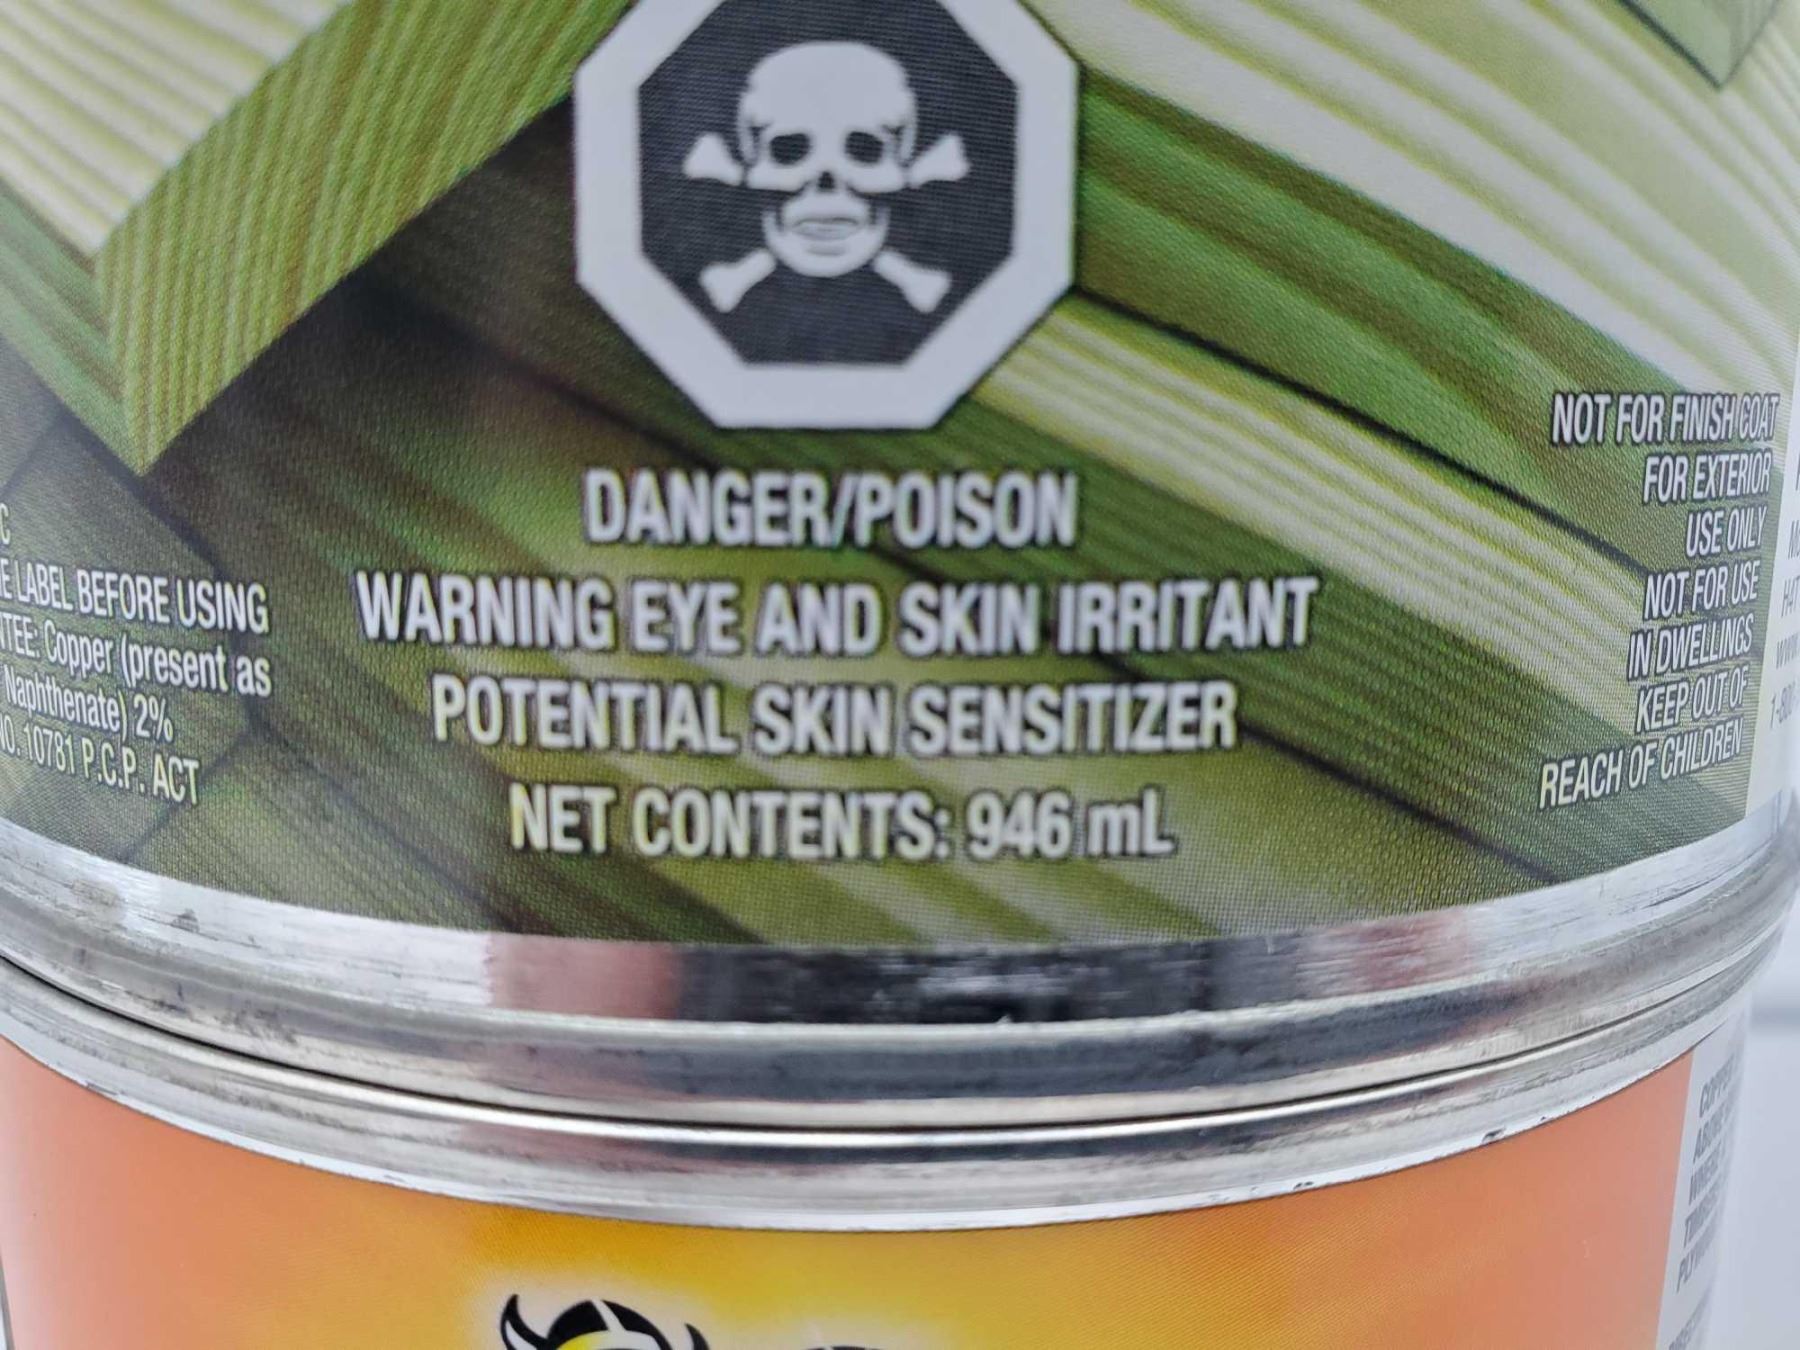 DANGER/POISON
WARNING EYE AND SKIN IRRITANT
POTENTIAL SKIN SENSITIZER
NET CONTENTS: 946 mL
LABEL BEFORE USING
Copper (present as
Naphthenate) 2%
10781 P.C.P. ACT
NOT FOR FINISH COAT
FOR EXTERIOR
USE ONLY
NOT FOR USE
IN DWELLINGS
KEEP OUT OF
REACH OF CHILDREN